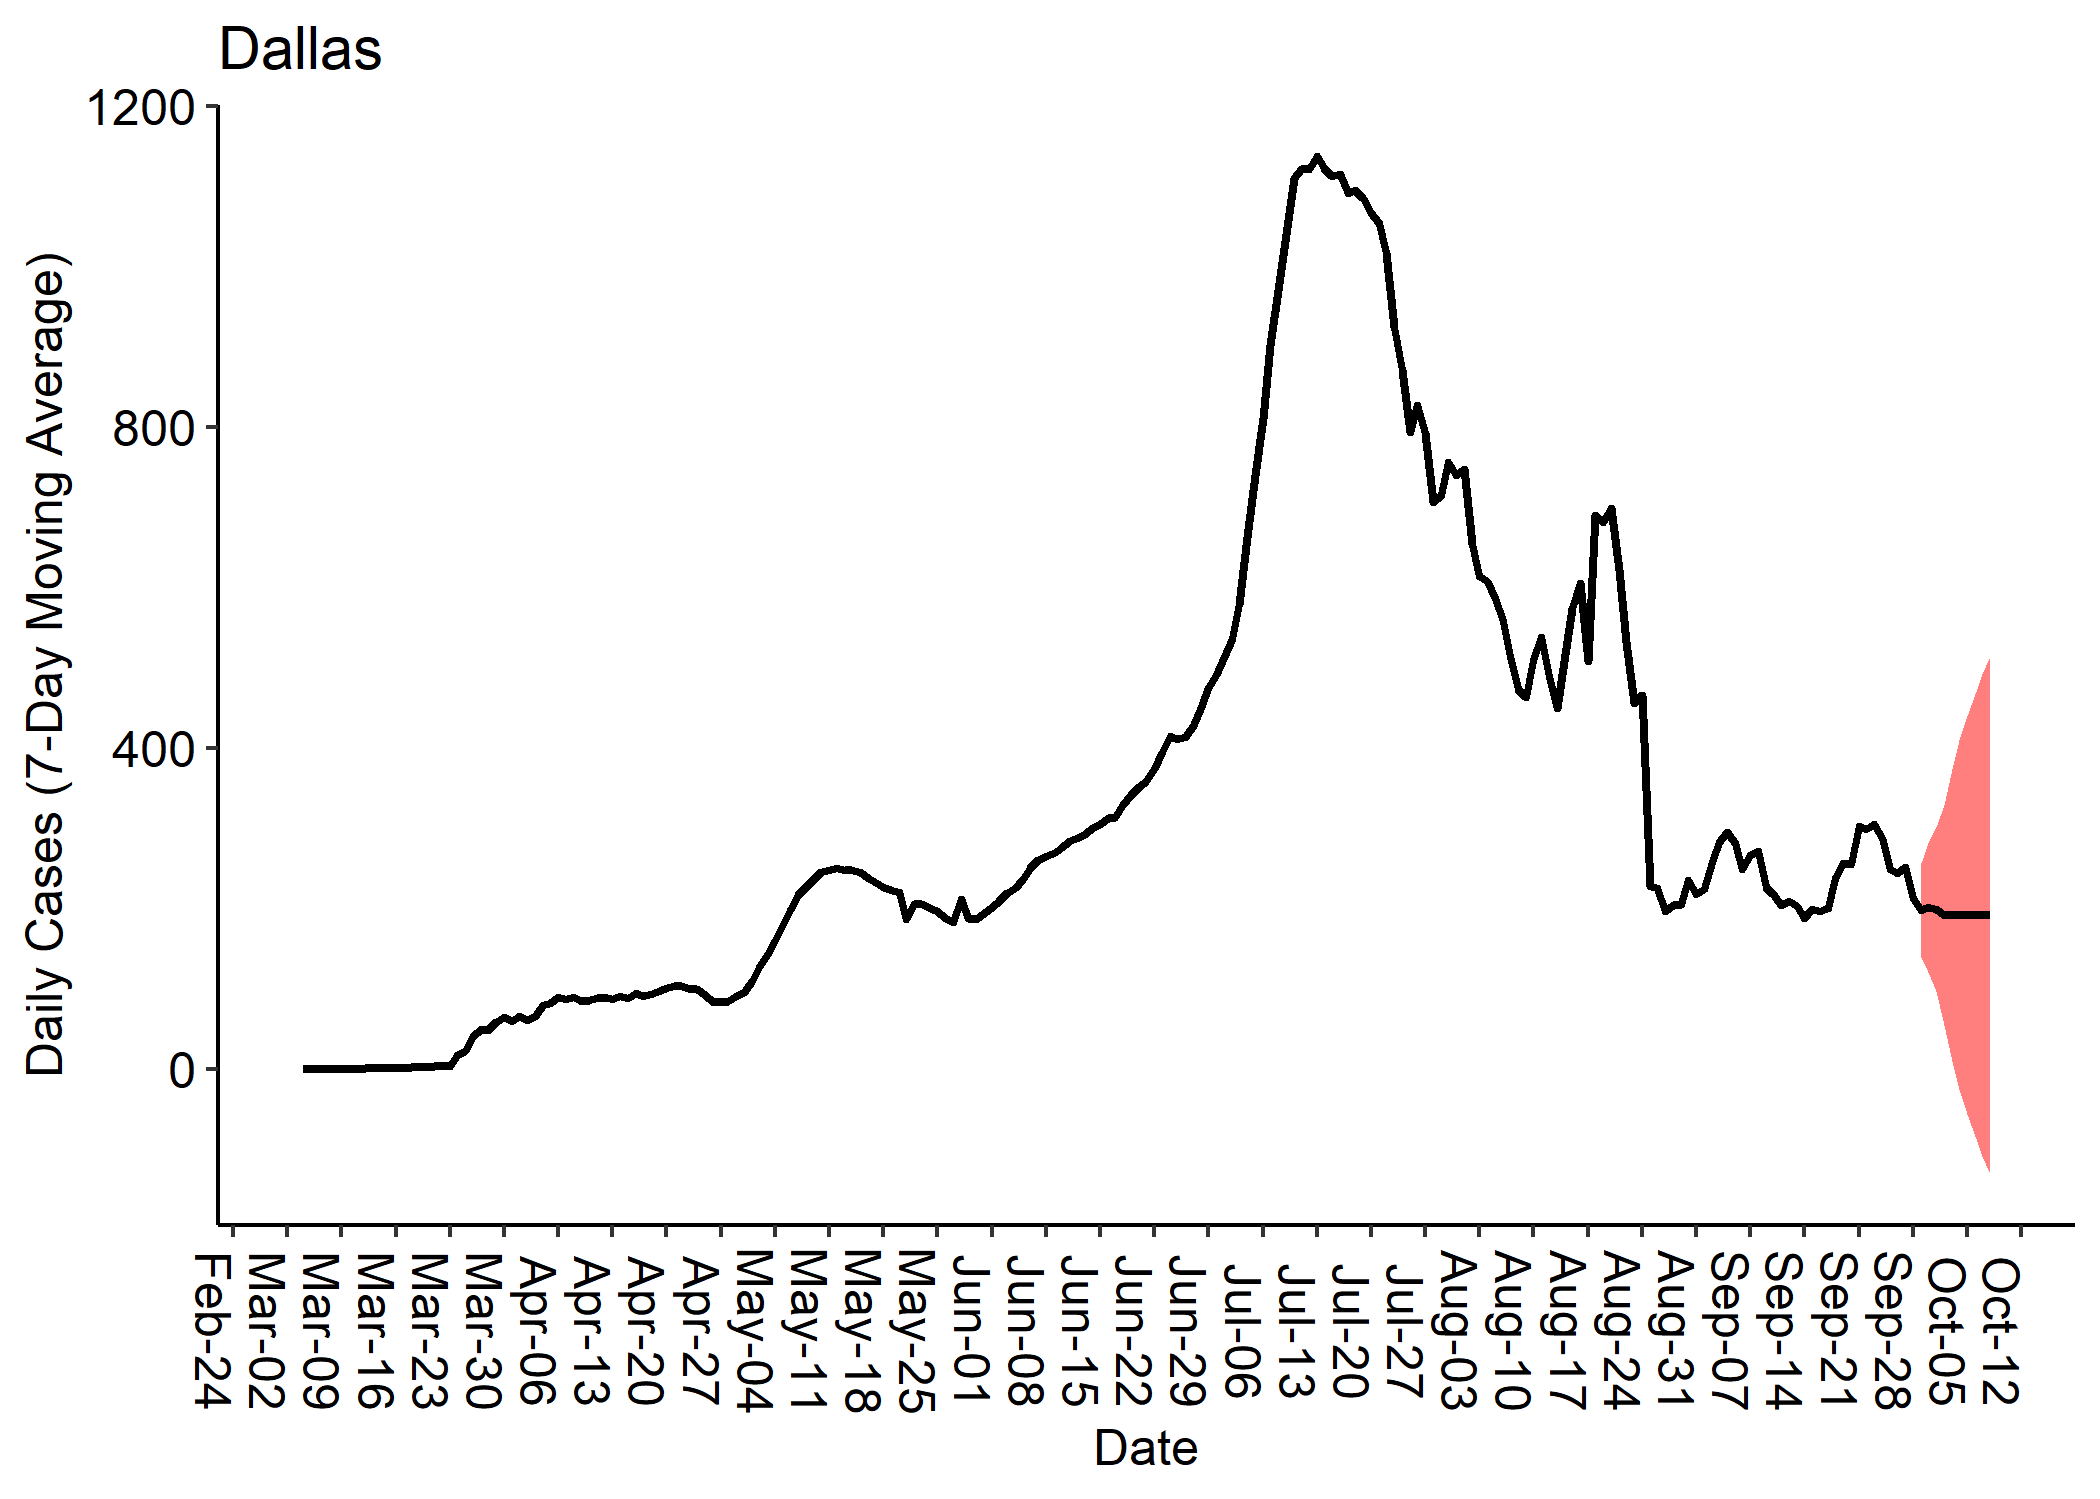 Dallas
Daily Cases (7-Day Moving Average)
1200
800
400
0
Feb-24
Mar-02
Mar-09
Mar-16
Mar-23
Mar-30
Apr-06
Apr-13
Apr-20
Apr-27
May-04
May-11
May-18
May-25
Jun-01
Jun-08
Jun-15
Jun-22
Jun-29
Jul-06
Jul-13
Jul-20
Jul-27
Aug-03
Aug-10
Aug-17
Aug-24
Aug-31
Sep-07
Sep-14
Sep-21
Sep-28
Oct-05
Oct-12
Date